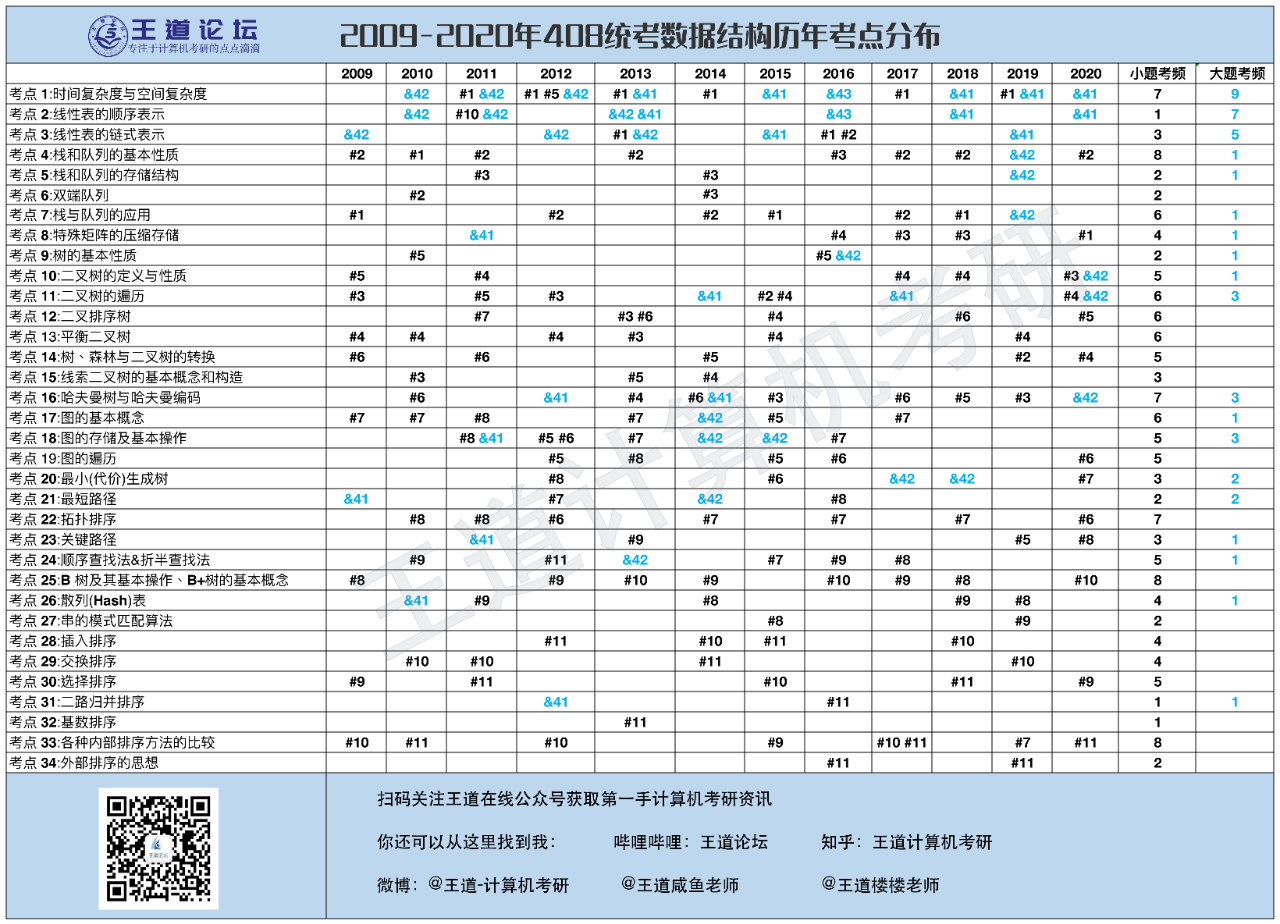 王道论坛
专注于计算机考研的点点滴滴
2009-2020年408统考数据结构历年考点分布
2009 2010 2011 2012 2013 2014 2015 2016 2017 2018 2019 2020 小题考频 大题考频
考点 1:时间复杂度与空间复杂度 &42 #1 &42 #1 #5 &42 #1 &41 #1 &41 &43 #1 &41 #1 &41 &41 7 9
考点 2:线性表的顺序表示 &42 #10 &42 &42 &41 &43 &41 &41 1 7
考点 3:线性表的链式表示 &42 &42 #1 &42 &41 #1 #2 &41 3 5
考点 4:栈和队列的基本性质 #2 #1 #2 #2 #3 #2 #2 &42 #2 8 1
考点 5:栈和队列的存储结构 #3 #3 &42 2 1
考点 6:双端队列 #2 #3 2
考点 7:栈与队列的应用 #1 #2 #2 #1 #2 #1 &42 6 1
考点 8:特殊矩阵的压缩存储 &41 #4 #3 #3 #1 4 1
考点 9:树的基本性质 #5 #5 &42 2 1
考点 10:二叉树的定义与性质 #5 #4 #4 #4 #3 &42 5 1
考点 11:二叉树的遍历 #3 #5 #3 &41 #2 #4 &41 #4 &42 6 3
考点 12:二叉排序树 #7 #3 #6 #4 #6 #5 6
考点 13:平衡二叉树 #4 #4 #4 #3 #4 #4 6
考点 14:树、森林与二叉树的转换 #6 #6 #5 #2 #4 5
考点 15:线索二叉树的基本概念和构造 #3 #5 #4 3
考点 16:哈夫曼树与哈夫曼编码 #6 &41 #4 #6 &41 #3 #6 #5 #3 &42 7 3
考点 17:图的基本概念 #7 #7 #8 #7 &42 #5 #7 6 1
考点 18:图的存储及基本操作 #8 &41 #5 #6 #7 &42 &42 #7 5 3
考点 19:图的遍历 #5 #8 #5 #6 #6 5
考点 20:最小(代价)生成树 #8 #6 &42 &42 #7 3 2
考点 21:最短路径 &41 #7 &42 #8 2 2
考点 22:拓扑排序 #8 #8 #6 #7 #7 #7 #6 7
考点 23:关键路径 &41 #9 #5 #8 3 1
考点 24:顺序查找法&折半查找法 #9 #11 &42 #7 #9 #8 5 1
考点 25:B 树及其基本操作、B+树的基本概念 #8 #9 #10 #9 #10 #9 #8 #10 8
考点 26:散列(Hash)表 &41 #9 #8 #9 #8 4 1
考点 27:串的模式匹配算法 #8 #9 2
考点 28:插入排序 #11 #10 #11 #10 4
考点 29:交换排序 #10 #10 #11 #10 4
考点 30:选择排序 #9 #11 #10 #11 #9 5
考点 31:二路归并排序 &41 #11 1 1
考点 32:基数排序 #11 1
考点 33:各种内部排序方法的比较 #10 #11 #10 #9 #10 #11 #7 #11 8
考点 34:外部排序的思想 #11 #11 2
王道计算机考研
扫码关注王道在线公众号获取第一手计算机考研资讯
你还可以从这里找到我: 哔哩哔哩:王道论坛 知乎:王道计算机考研
微博:@王道-计算机考研 @王道咸鱼老师 @王道楼楼老师